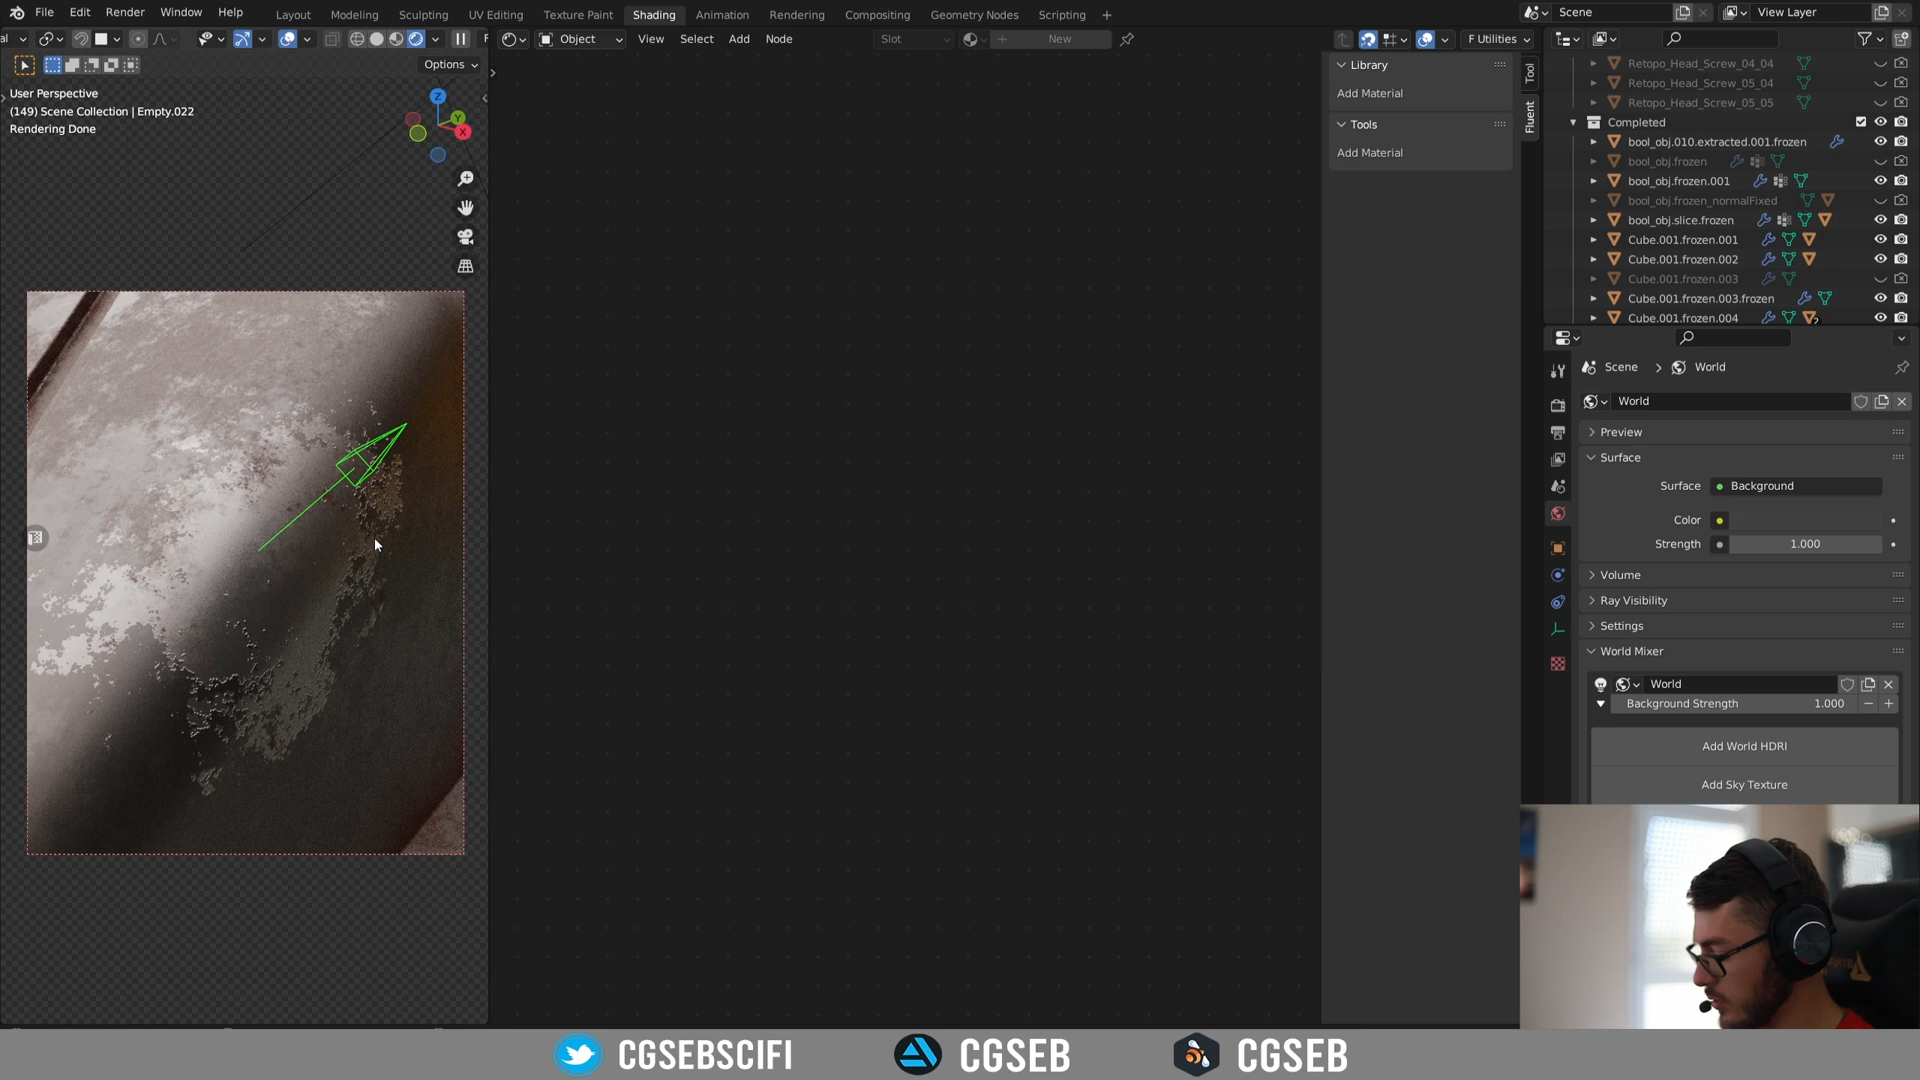 File Edit Render Window Help
Layout Modeling Sculpting UV Editing Texture Paint Shading Animation Rendering Compositing Geometry Nodes Scripting +
Scene
View Layer
Object View Select Add Node
Slot
New
F Utilities
Options
User Perspective
(149) Scene Collection | Empty.022
Rendering Done
Z
Y
X
Library
Add Material
Tools
Add Material
Tool
Fluent
Retopo_Head_Screw_04_04
Retopo_Head_Screw_05_04
Retopo_Head_Screw_05_05
Completed
bool_obj.010.extracted.001.frozen
bool_obj.frozen
bool_obj.frozen.001
bool_obj.frozen_normalFixed
bool_obj.slice.frozen
Cube.001.frozen.001
Cube.001.frozen.002
Cube.001.frozen.003
Cube.001.frozen.003.frozen
Cube.001.frozen.004
2
Scene > World
World
Preview
Surface
Surface Background
Color
Strength 1.000
Volume
Ray Visibility
Settings
World Mixer
World
Background Strength 1.000
Add World HDRI
Add Sky Texture
CGSEBSCIFI CGSEB CGSEB